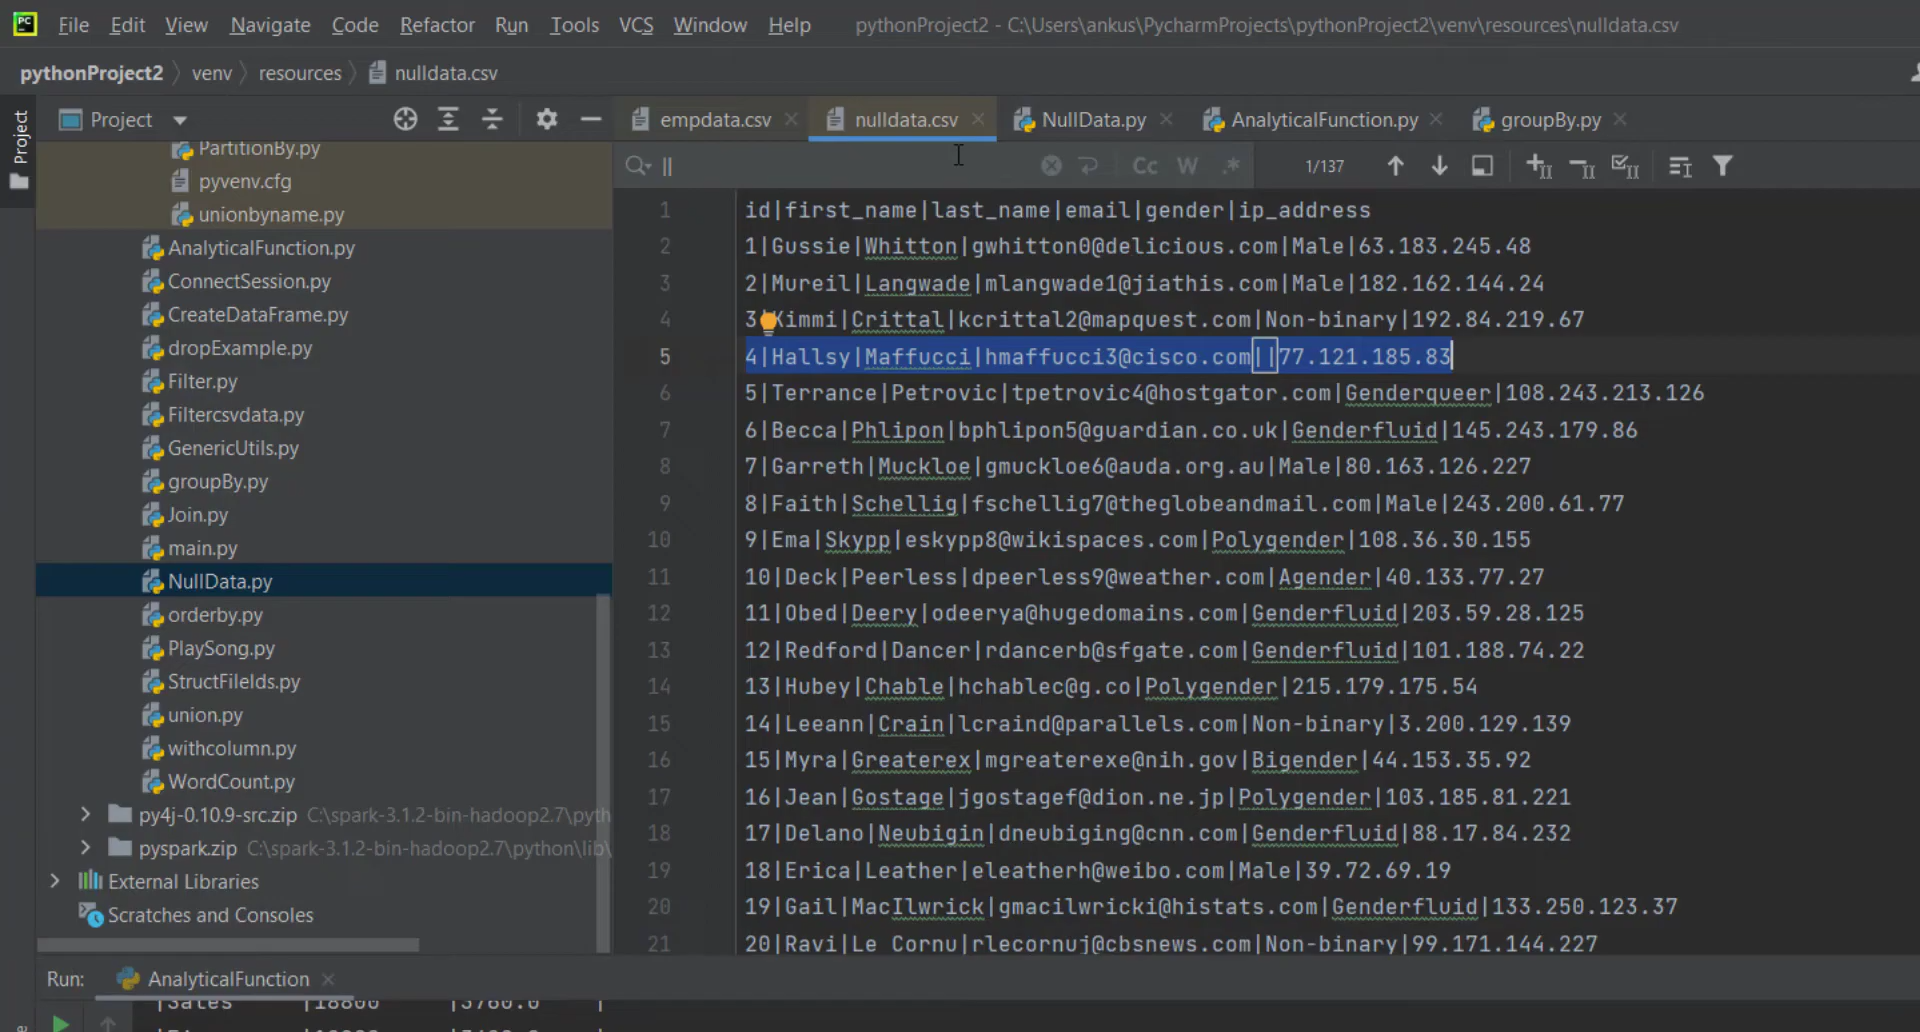 File Edit View Navigate Code Refactor Run Tools VCS Window Help pythonProject2 - C:\Users\ankus\PycharmProjects\pythonProject2\venv\resources\nulldata.csv
pythonProject2 venv resources nulldata.csv
Project
Project
PartitionBy.py
pyvenv.cfg
unionbyname.py
AnalyticalFunction.py
ConnectSession.py
CreateDataFrame.py
dropExample.py
Filter.py
Filtercsvdata.py
GenericUtils.py
groupBy.py
Join.py
main.py
NullData.py
orderby.py
PlaySong.py
StructFileIds.py
union.py
withcolumn.py
WordCount.py
py4j-0.10.9-src.zip C:\spark-3.1.2-bin-hadoop2.7\pyth
pyspark.zip C:\spark-3.1.2-bin-hadoop2.7\python\lib\
External Libraries
Scratches and Consoles
empdata.csv nulldata.csv NullData.py AnalyticalFunction.py groupBy.py
|| Cc W .* 1/137
1 id|first_name|last_name|email|gender|ip_address
2 1|Gussie|Whitton|gwhitton0@delicious.com|Male|63.183.245.48
3 2|Mureil|Langwade|mlangwade1@jiathis.com|Male|182.162.144.24
4 3|Kimmi|Crittal|kcrittal2@mapquest.com|Non-binary|192.84.219.67
5 4|Hallsy|Maffucci|hmaffucci3@cisco.com||77.121.185.83
6 5|Terrance|Petrovic|tpetrovic4@hostgator.com|Genderqueer|108.243.213.126
7 6|Becca|Phlipon|bphlipon5@guardian.co.uk|Genderfluid|145.243.179.86
8 7|Garreth|Muckloe|gmuckloe6@auda.org.au|Male|80.163.126.227
9 8|Faith|Schellig|fschellig7@theglobeandmail.com|Male|243.200.61.77
10 9|Ema|Skypp|eskypp8@wikispaces.com|Polygender|108.36.30.155
11 10|Deck|Peerless|dpeerless9@weather.com|Agender|40.133.77.27
12 11|Obed|Deery|odeerya@hugedomains.com|Genderfluid|203.59.28.125
13 12|Redford|Dancer|rdancerb@sfgate.com|Genderfluid|101.188.74.22
14 13|Hubey|Chable|hchablec@g.co|Polygender|215.179.175.54
15 14|Leeann|Crain|lcraind@parallels.com|Non-binary|3.200.129.139
16 15|Myra|Greaterex|mgreaterexe@nih.gov|Bigender|44.153.35.92
17 16|Jean|Gostage|jgostagef@dion.ne.jp|Polygender|103.185.81.221
18 17|Delano|Neubigin|dneubiging@cnn.com|Genderfluid|88.17.84.232
19 18|Erica|Leather|eleatherh@weibo.com|Male|39.72.69.19
20 19|Gail|MacIlwrick|gmacilwricki@histats.com|Genderfluid|133.250.123.37
21 20|Ravi|Le Cornu|rlecornuj@cbsnews.com|Non-binary|99.171.144.227
Run: AnalyticalFunction
|Sales |18800 |3760.0 |